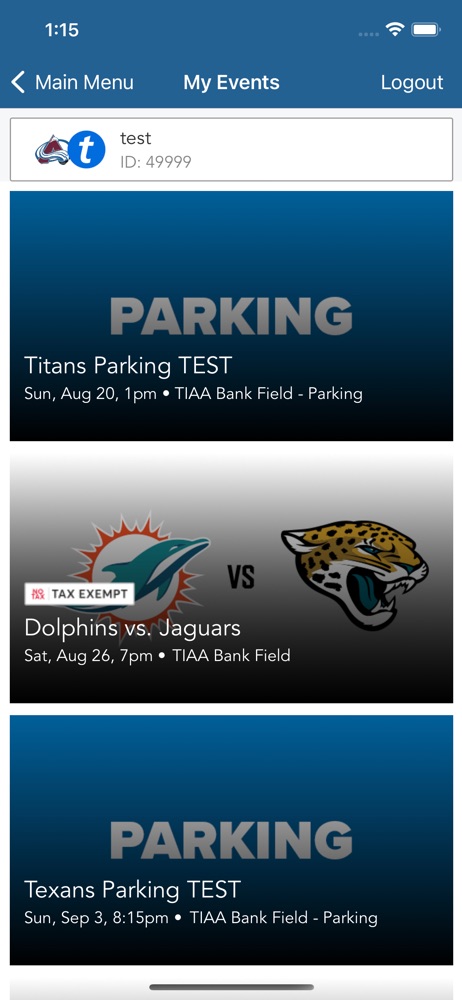 1:15
Main Menu
My Events
Logout
t
test
ID: 49999
PARKING
Titans Parking TEST
Sun, Aug 20, 1pm • TIAA Bank Field - Parking
VS
NO TAX TAX EXEMPT
Dolphins vs. Jaguars
Sat, Aug 26, 7pm • TIAA Bank Field
PARKING
Texans Parking TEST
Sun, Sep 3, 8:15pm • TIAA Bank Field - Parking